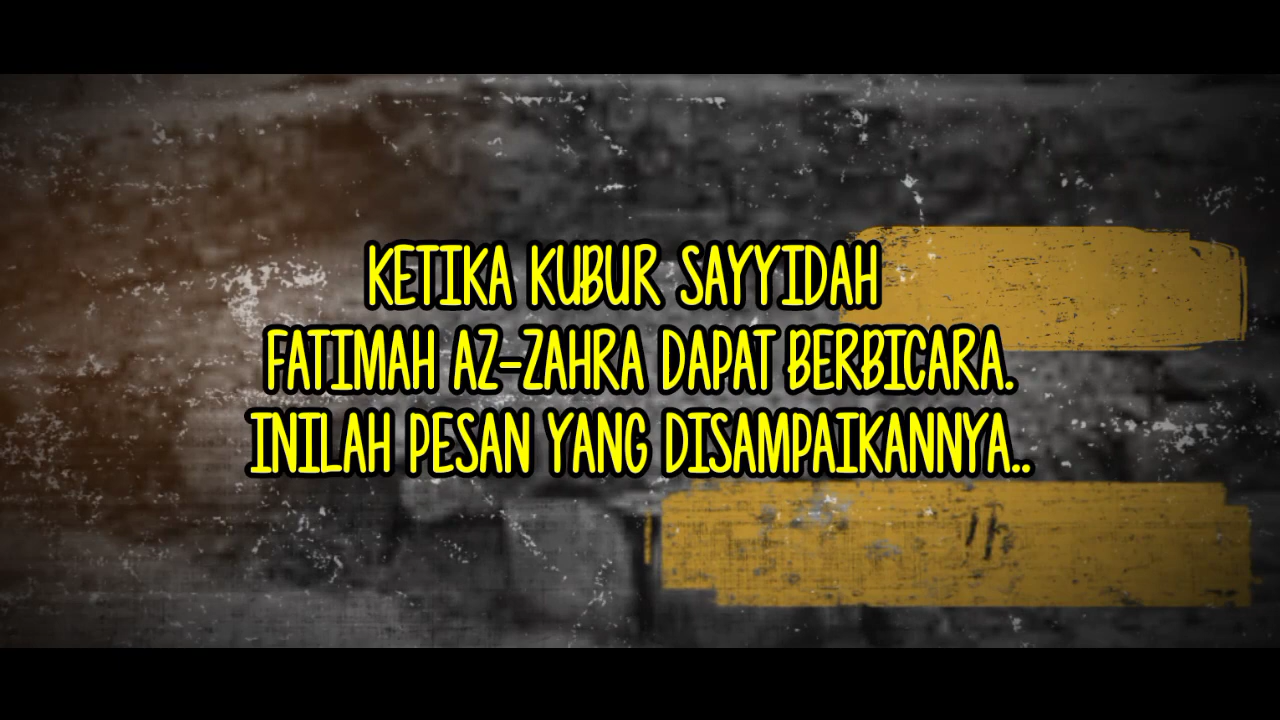 KETIKA KUBUR SAYYIDAH
FATIMAH AZ-ZAHRA DAPAT BERBICARA.
INILAH PESAN YANG DISAMPAIKANNYA..